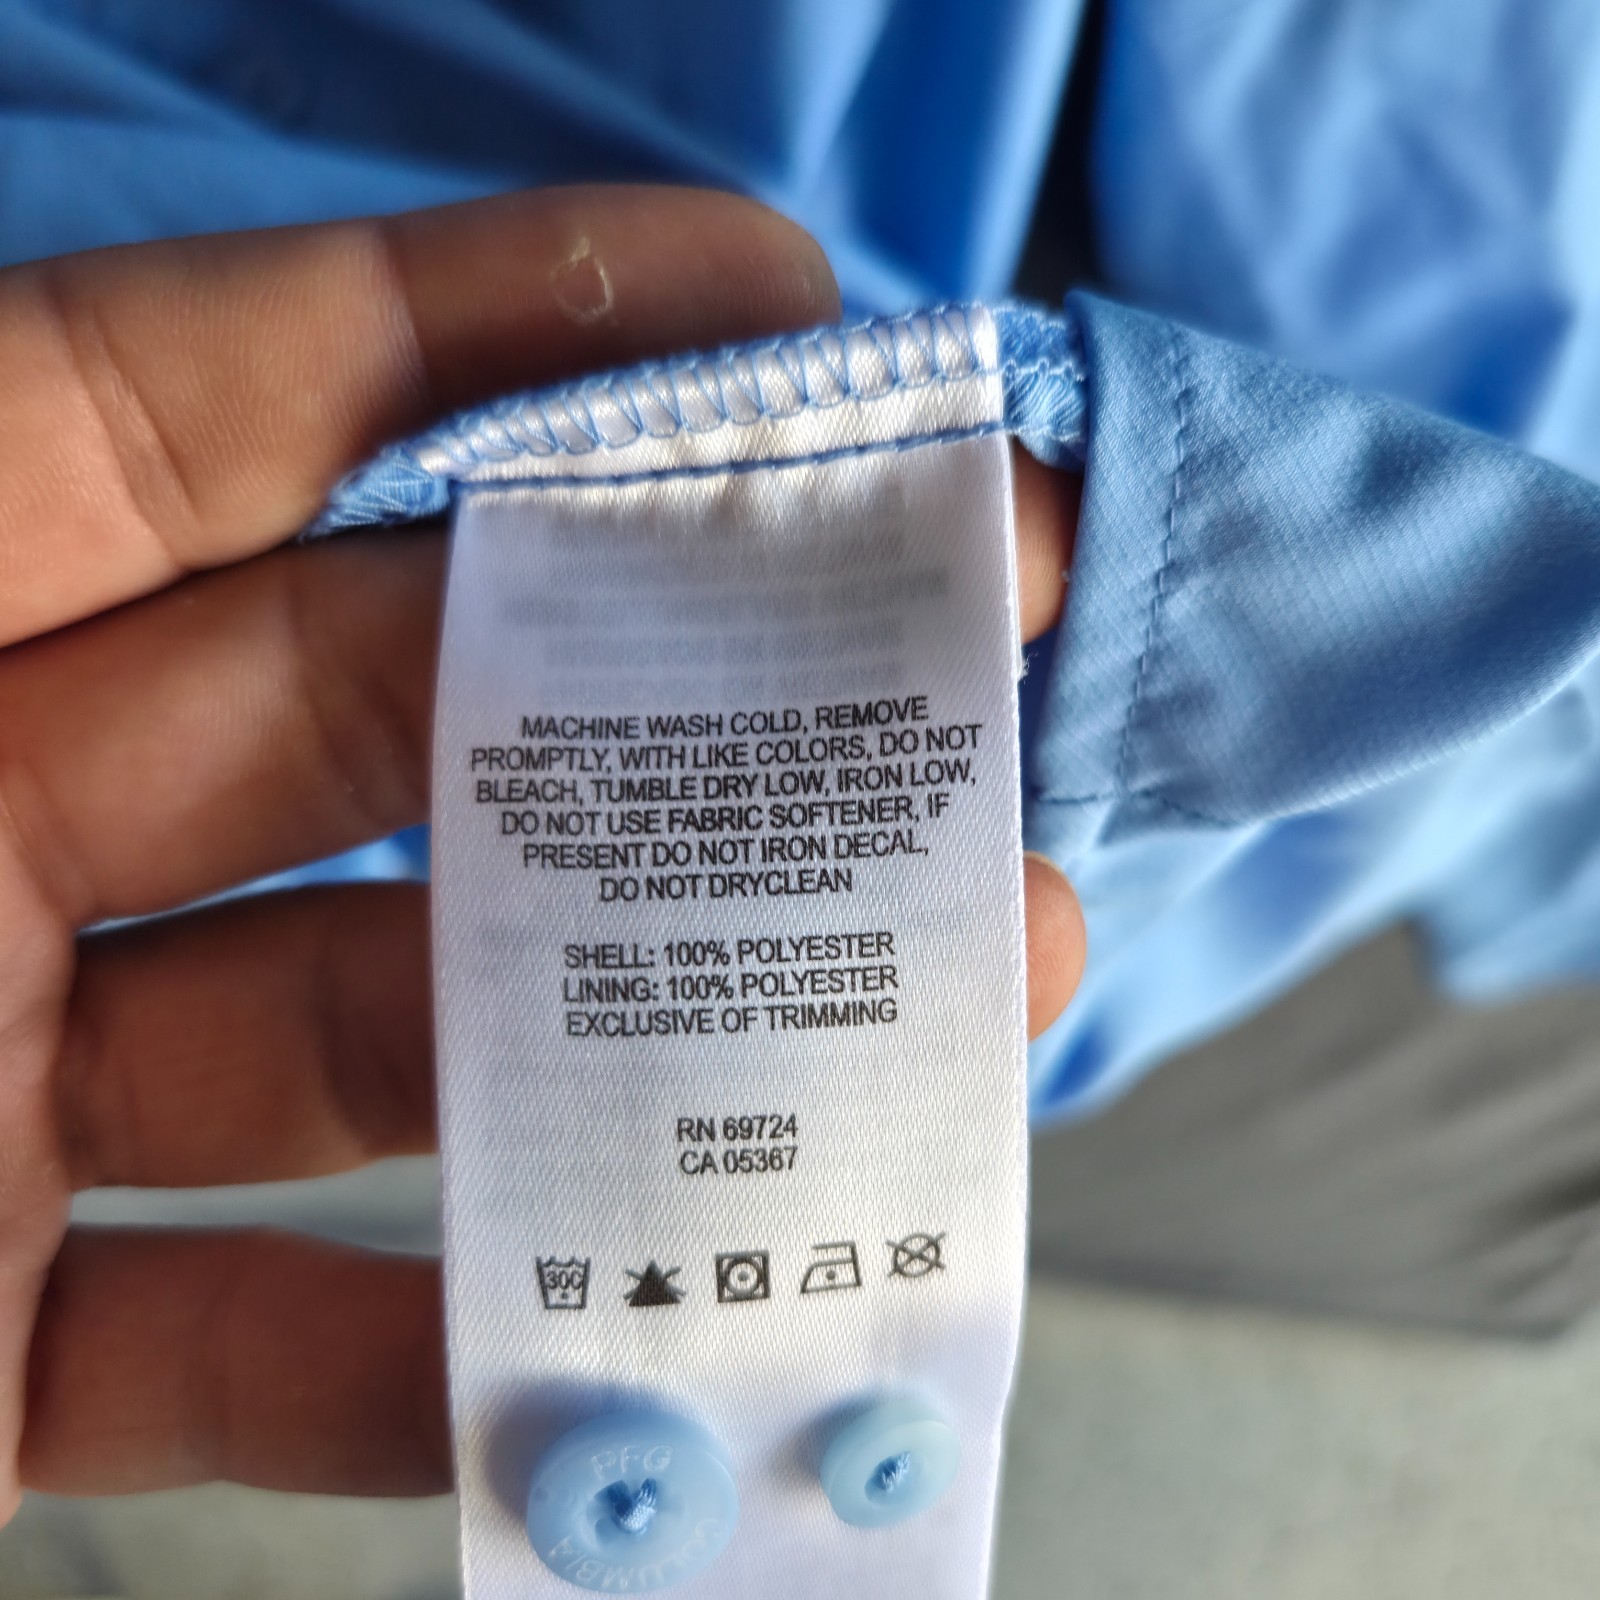 MACHINE WASH COLD, REMOVE
PROMPTLY, WITH LIKE COLORS, DO NOT
BLEACH, TUMBLE DRY LOW, IRON LOW,
DO NOT USE FABRIC SOFTENER, IF
PRESENT DO NOT IRON DECAL,
DO NOT DRYCLEAN
SHELL: 100% POLYESTER
LINING: 100% POLYESTER
EXCLUSIVE OF TRIMMING
RN 69724
CA 05367
30C
PFG
COLUMBIA